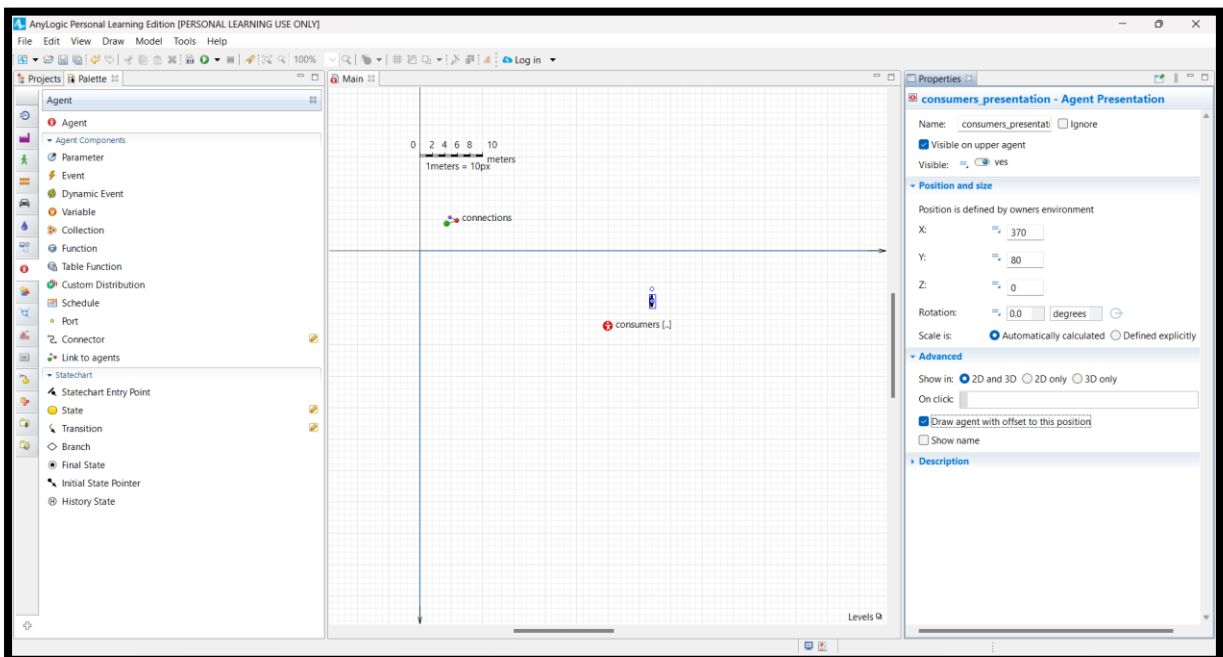 AnyLogic Personal Learning Edition [PERSONAL LEARNING USE ONLY]
File Edit View Draw Model Tools Help
100%
Log in
Projects Palette
Agent
Agent
Agent Components
Parameter
Event
Dynamic Event
Variable
Collection
Function
Table Function
Custom Distribution
Schedule
Port
Connector
Link to agents
Statechart
Statechart Entry Point
State
Transition
Branch
Final State
Initial State Pointer
History State
Main
0 2 4 6 8 10
meters
1meters = 10px
connections
consumers [..]
Levels
Properties
consumers_presentation - Agent Presentation
Name: consumers_presentati Ignore
Visible on upper agent
Visible: yes
Position and size
Position is defined by owners environment
X: 370
Y: 80
Z: 0
Rotation: 0.0 degrees
Scale is: Automatically calculated Defined explicitly
Advanced
Show in: 2D and 3D 2D only 3D only
On click:
Draw agent with offset to this position
Show name
Description